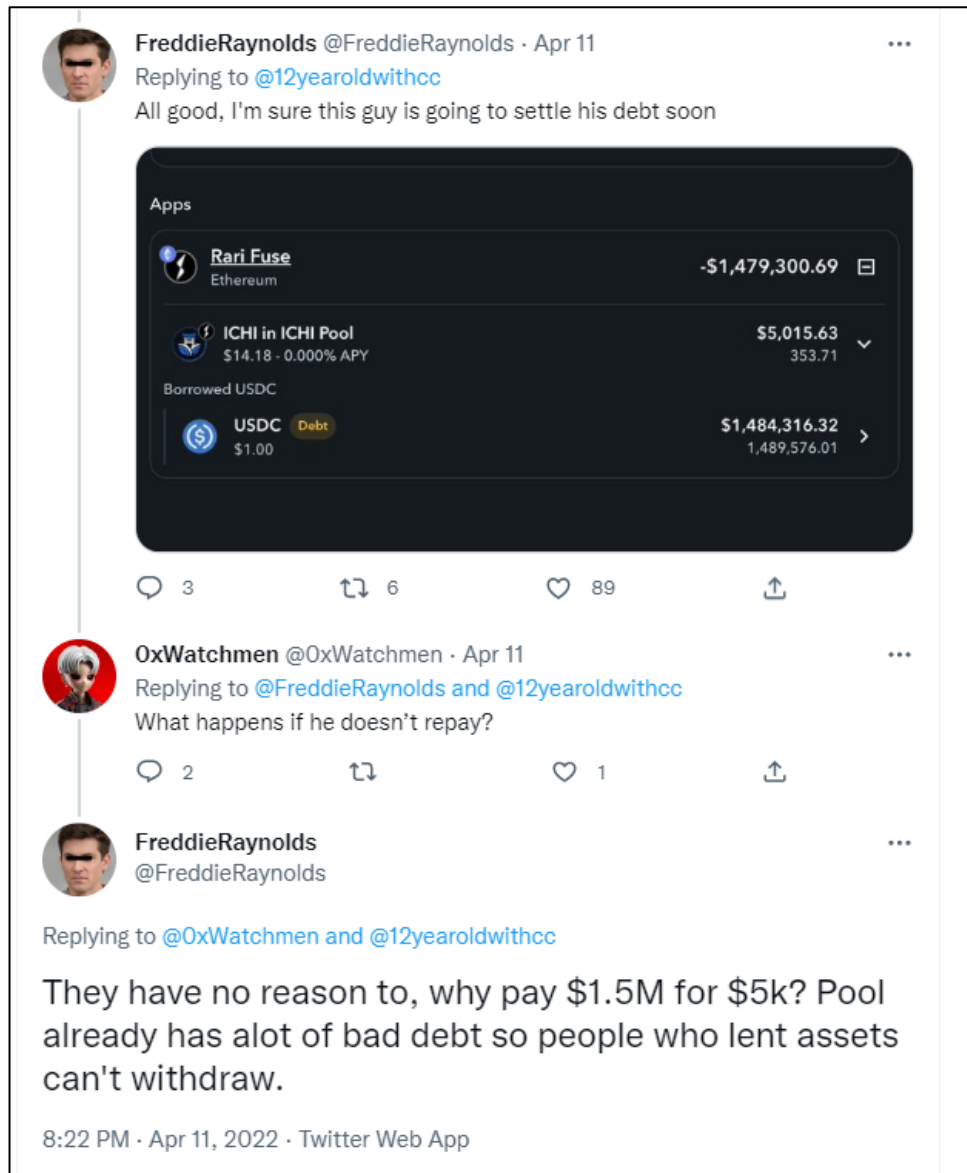 FreddieRaynolds @FreddieRaynolds · Apr 11
Replying to @12yearoldwithcc
All good, I'm sure this guy is going to settle his debt soon
Apps
Rari Fuse
Ethereum
-$1,479,300.69
ICHI in ICHI Pool
$14.18 - 0.000% APY
$5,015.63
353.71
Borrowed USDC
USDC Debt
$1.00
$1,484,316.32
1,489,576.01
3 6 89
0xWatchmen @0xWatchmen · Apr 11
Replying to @FreddieRaynolds and @12yearoldwithcc
What happens if he doesn’t repay?
2 1
FreddieRaynolds
@FreddieRaynolds
Replying to @0xWatchmen and @12yearoldwithcc
They have no reason to, why pay $1.5M for $5k? Pool
already has alot of bad debt so people who lent assets
can't withdraw.
8:22 PM · Apr 11, 2022 · Twitter Web App